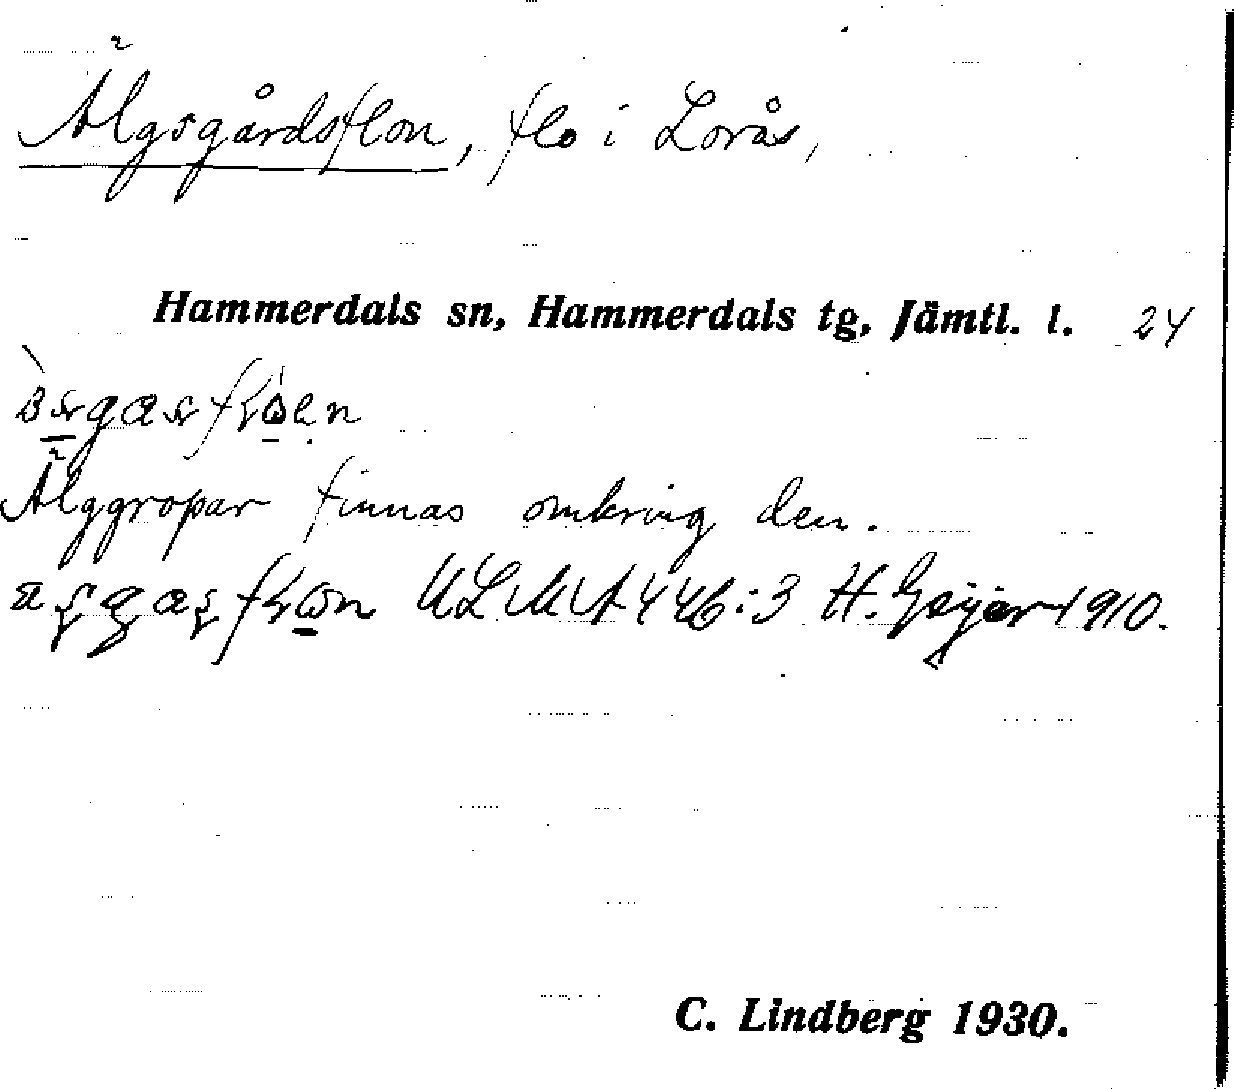 Älgsgårdsflon, flo i Lorås,
Hammerdals sn, Hammerdals tg, Jämtl. l. 24
Älggropar finnas omkring den.
ULMA 446:3 H. Geijer 1910.
C. Lindberg 1930.